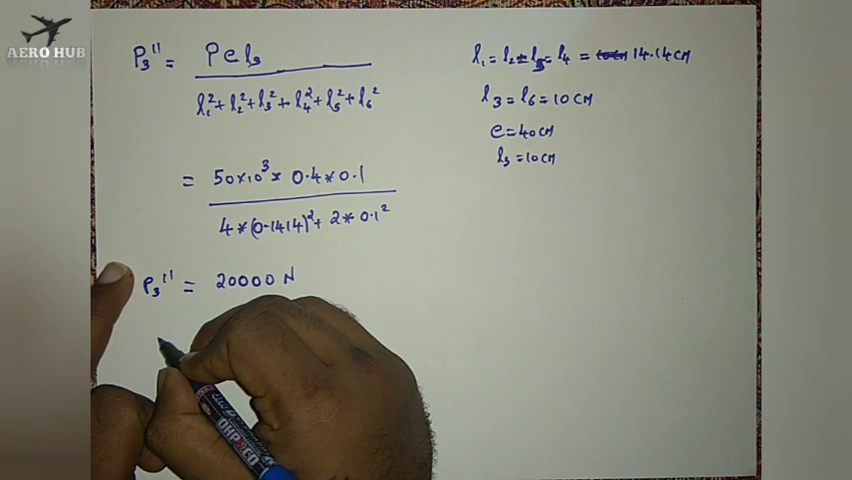 AERO HUB
P₃'' = P e l₃
l₁² + l₂² + l₃² + l₄² + l₅² + l₆²
= 50×10³ * 0.4 * 0.1
4 * (0.1414)² + 2 * 0.1²
P₃'' = 20000 N
l₁ = l₂ = l₅ = l₄ = 14.14 CM
l₃ = l₆ = 10 CM
e = 40 CM
l₃ = 10 CM